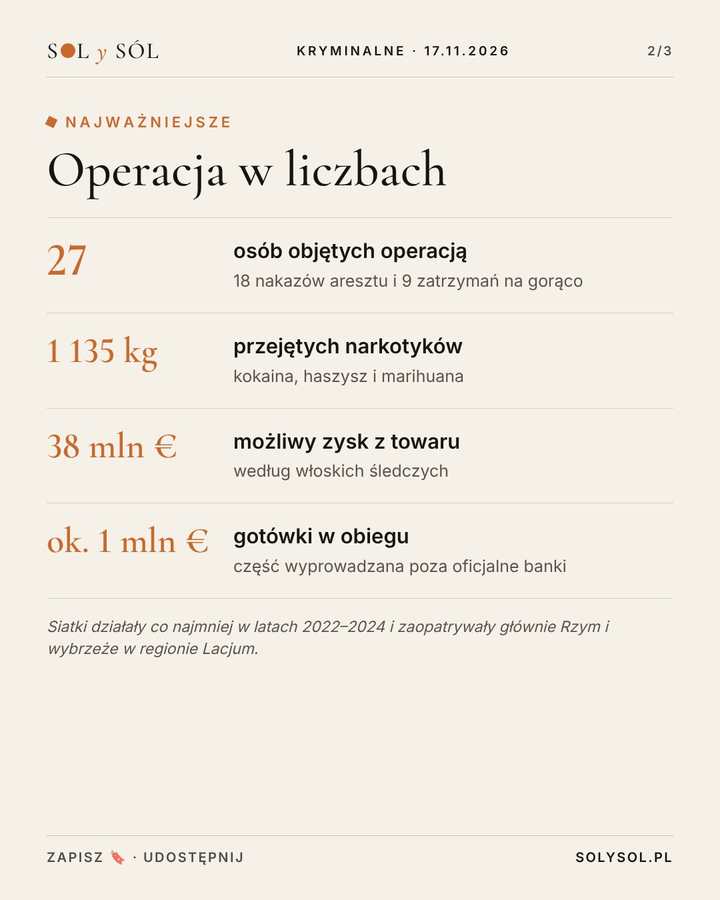 SOL y SÓL
KRYMINALNE · 17.11.2026
2/3
NAJWAŻNIEJSZE
Operacja w liczbach
27
osób objętych operacją
18 nakazów aresztu i 9 zatrzymań na gorąco
1 135 kg
przejętych narkotyków
kokaina, haszysz i marihuana
38 mln €
możliwy zysk z towaru
według włoskich śledczych
ok. 1 mln €
gotówki w obiegu
część wyprowadzana poza oficjalne banki
Siatki działały co najmniej w latach 2022–2024 i zaopatrywały głównie Rzym i
wybrzeże w regionie Lacjum.
ZAPISZ 🔖 · UDOSTĘPNIJ
SOLYSOL.PL